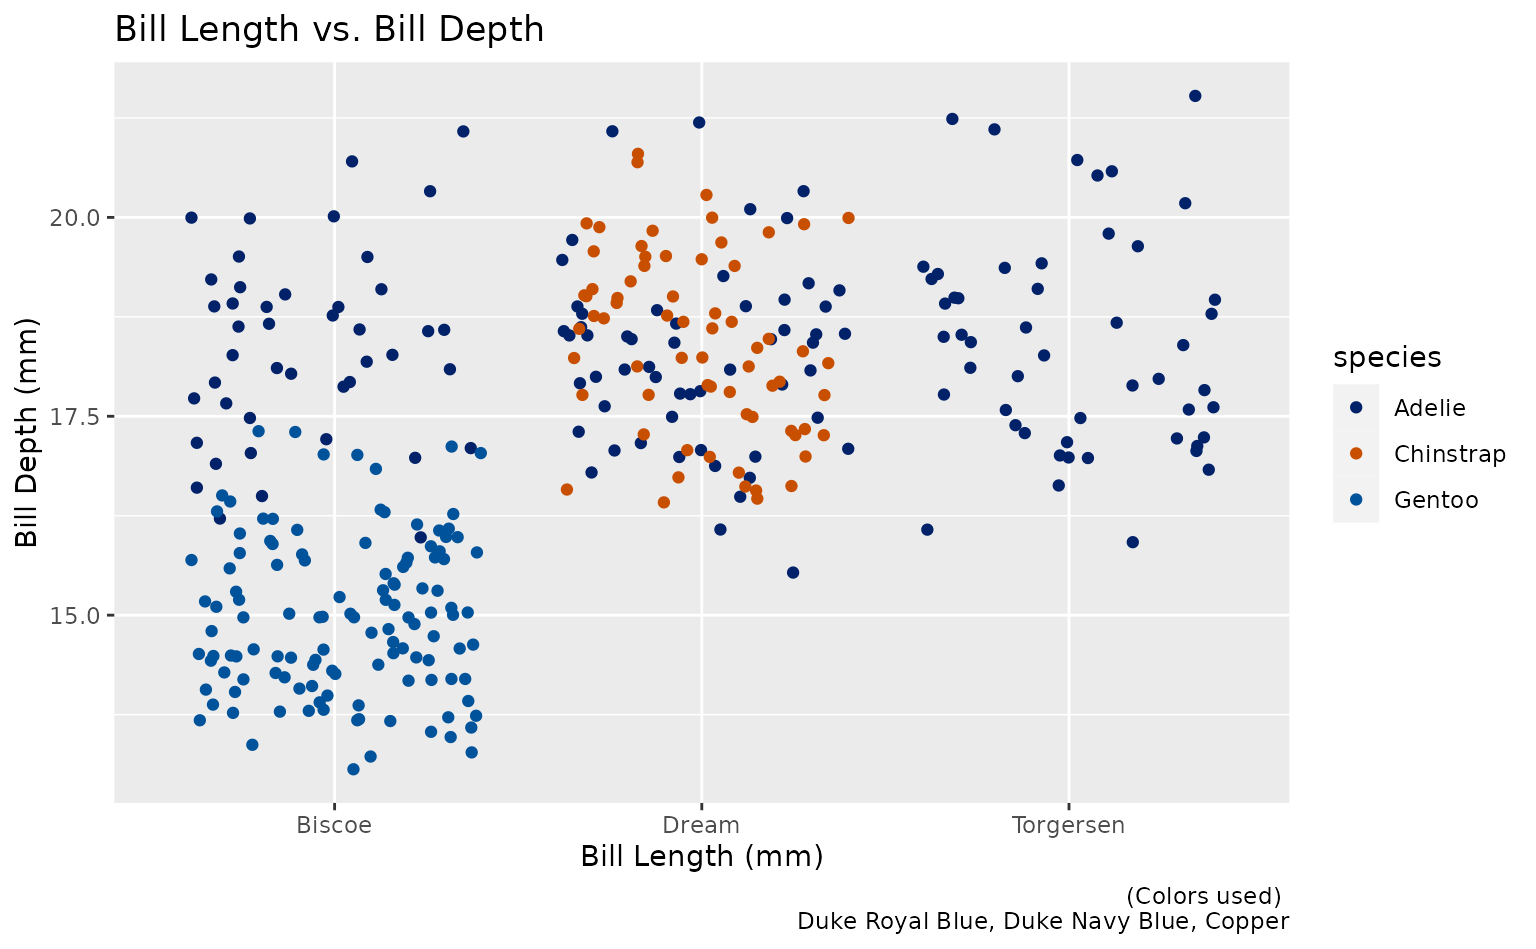 Bill Length vs. Bill Depth
Bill Depth (mm)
20.0
17.5
15.0
Biscoe
Dream
Torgersen
Bill Length (mm)
species
Adelie
Chinstrap
Gentoo
(Colors used)
Duke Royal Blue, Duke Navy Blue, Copper